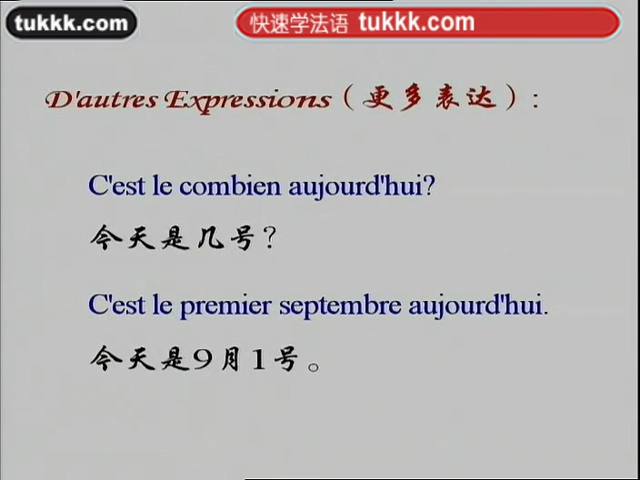 tukkk.com
快速学法语 tukkk.com
D'autres Expressions（更多表达）:
C'est le combien aujourd'hui?
今天是几号？
C'est le premier septembre aujourd'hui.
今天是9月1号。